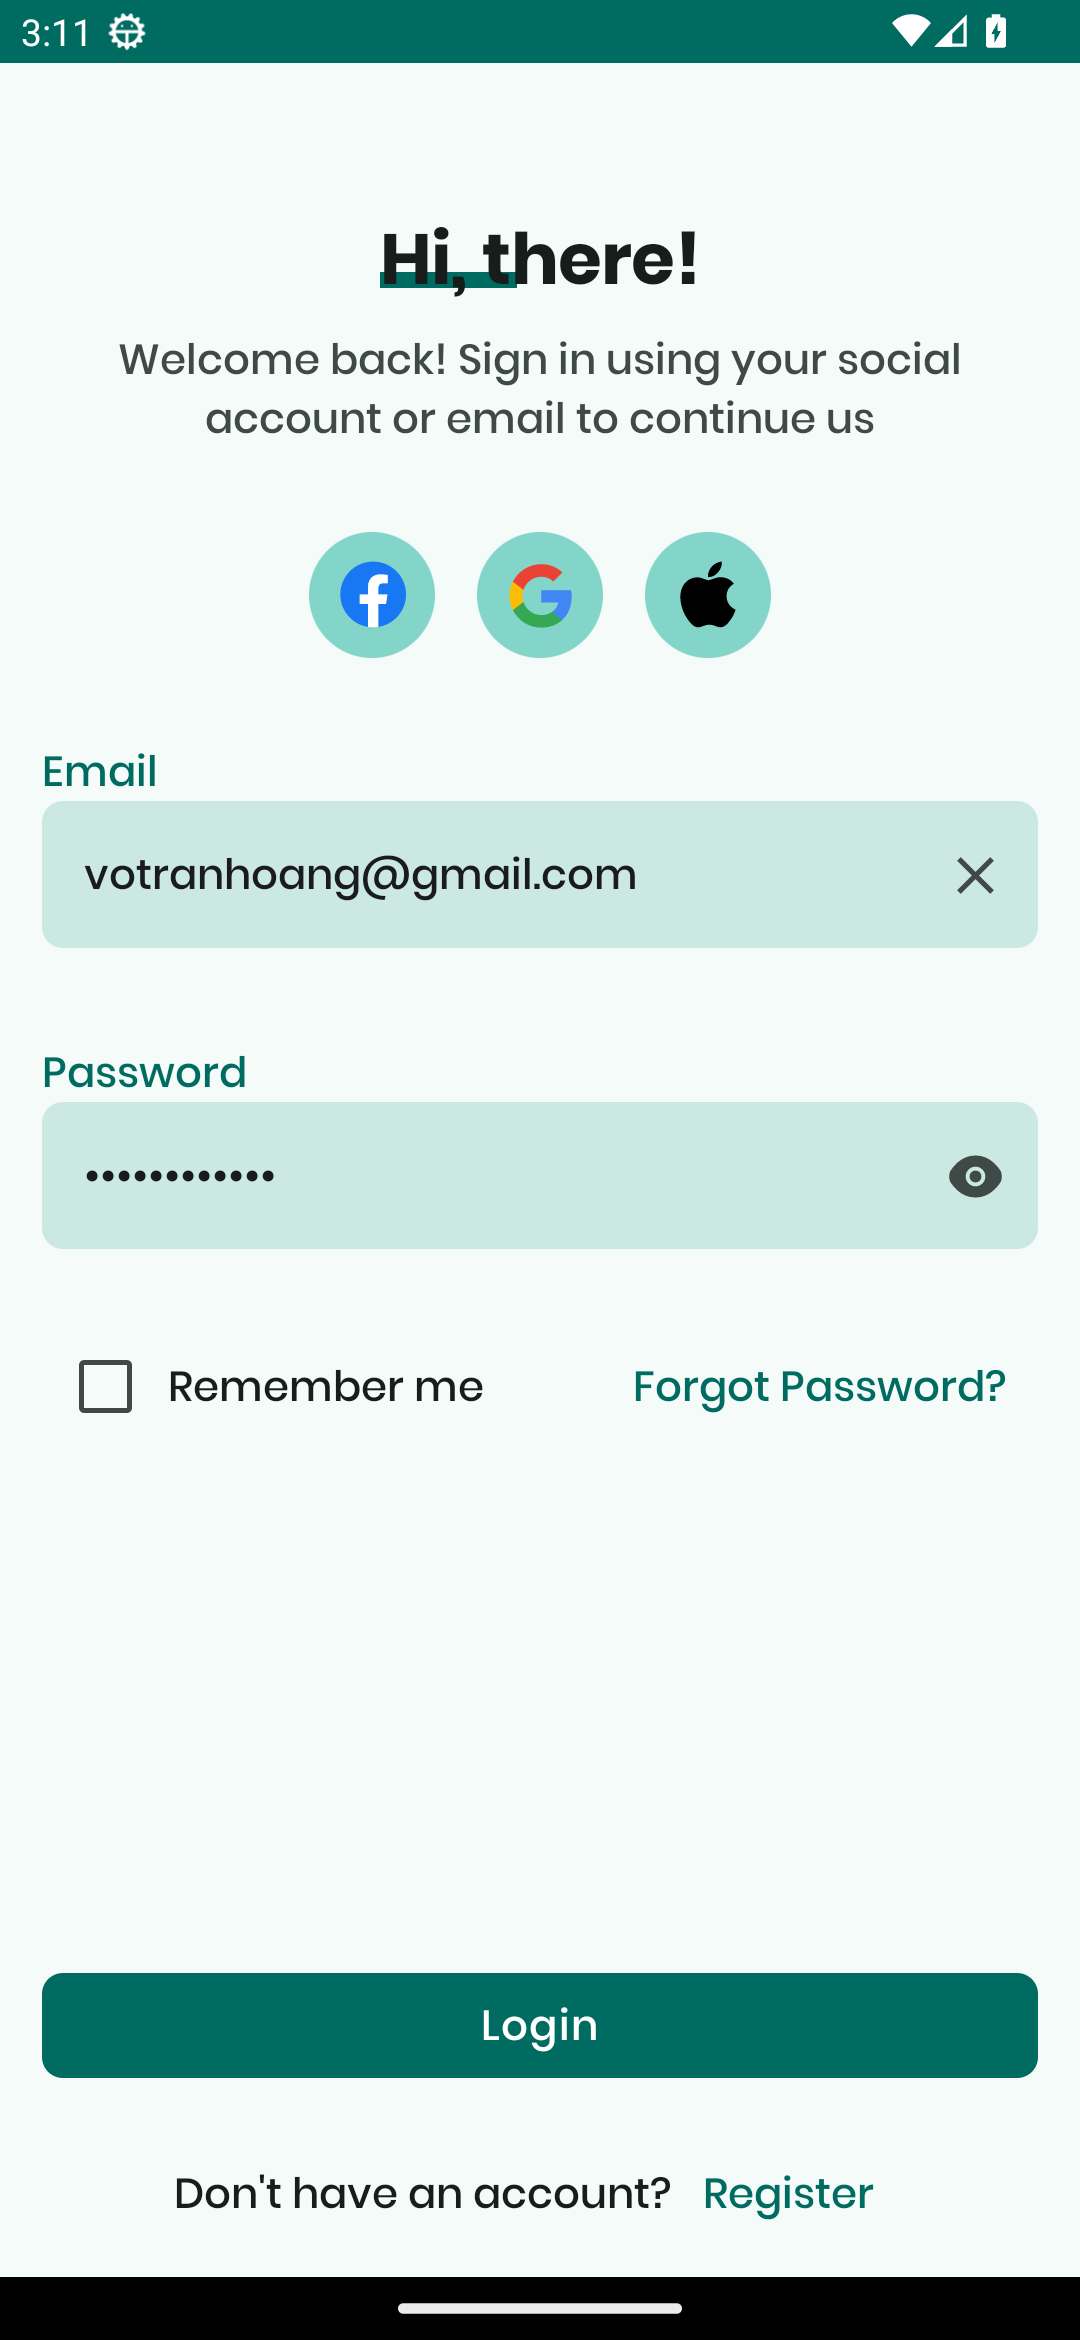 3:11
Hi, there!
Welcome back! Sign in using your social
account or email to continue us
Email
votranhoang@gmail.com
Password
••••••••••••
Remember me
Forgot Password?
Login
Don't have an account? Register